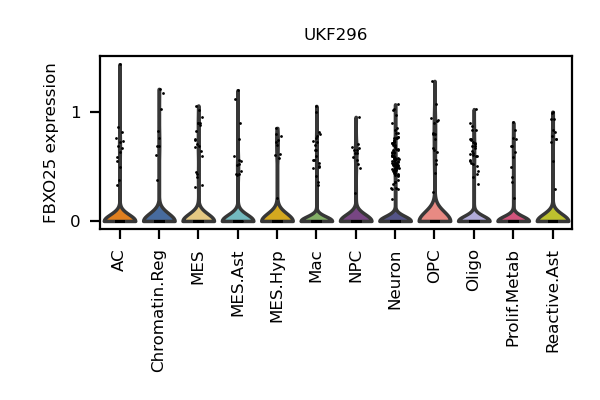 UKF296
FBXO25 expression
1
0
AC
Chromatin.Reg
MES
MES.Ast
MES.Hyp
Mac
NPC
Neuron
OPC
Oligo
Prolif.Metab
Reactive.Ast